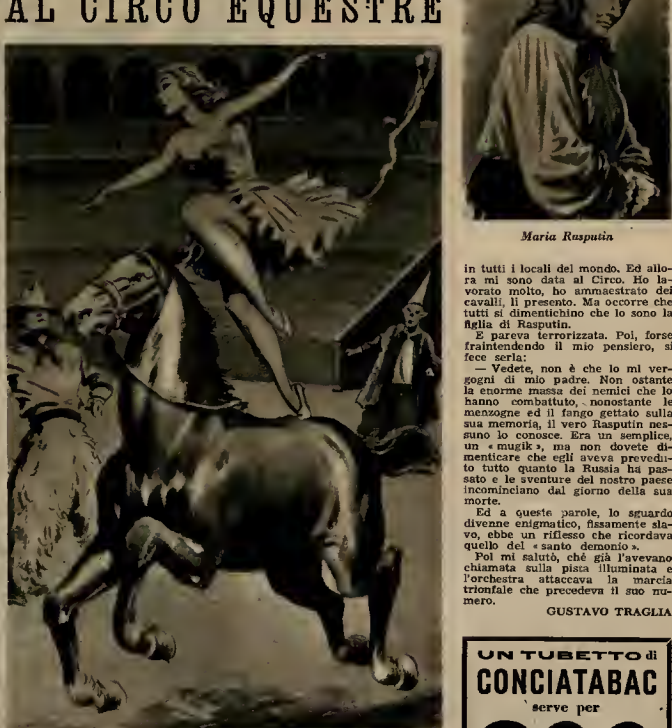 AL CIRCO EQUESTRE
Maria Rasputin
in tutti i locali del mondo. Ed allo-
ra mi sono data al Circo. Ho la-
vorato molto, ho ammaestrato dei
cavalli, li presento. Ma occorre che
tutti si dimentichino che lo sono la
figlia di Rasputin.
E pareva terrorizzata. Poi, forse
fraintendendo il mio pensiero, si
fece seria:
— Vedete, non è che lo mi ver-
gogni di mio padre. Non ostante
la enorme massa dei nemici che lo
hanno combattuto, nonostante le
menzogne ed il fango gettato sulla
sua memoria, il vero Rasputin nes-
suno lo conosce. Era un semplice,
un « mugik », ma non dovete di-
menticare che egli aveva prevedu-
to tutto quanto la Russia ha pas-
sato e le sventure del nostro paese
incominciano dal giorno della sua
morte.
Ed a queste parole, lo sguardo
divenne enigmatico, fissamente sla-
vo, ebbe un riflesso che ricordava
quello del « santo demonio ».
Poi mi salutò, ché già l'avevano
chiamata sulla pista illuminata e
l'orchestra attaccava la marcia
trionfale che precedeva il suo nu-
mero.
GUSTAVO TRAGLIA
UN TUBETTO di
CONCIATABAC
serve per